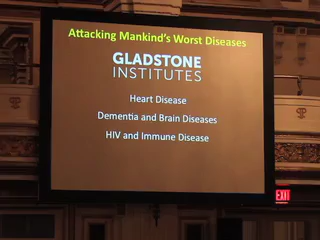 Attacking Mankind's Worst Diseases
GLADSTONE
INSTITUTES
Heart Disease
Dementia and Brain Diseases
HIV and Immune Disease
EXIT